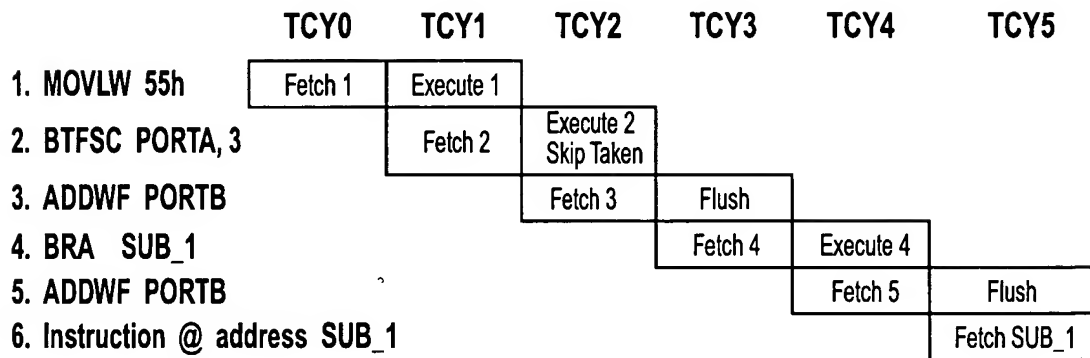 TCY0 TCY1 TCY2 TCY3 TCY4 TCY5
1. MOVLW 55h Fetch 1 Execute 1
2. BTFSC PORTA, 3 Fetch 2 Execute 2 Skip Taken
3. ADDWF PORTB Fetch 3 Flush
4. BRA SUB_1 Fetch 4 Execute 4
5. ADDWF PORTB Fetch 5 Flush
6. Instruction @ address SUB_1 Fetch SUB_1